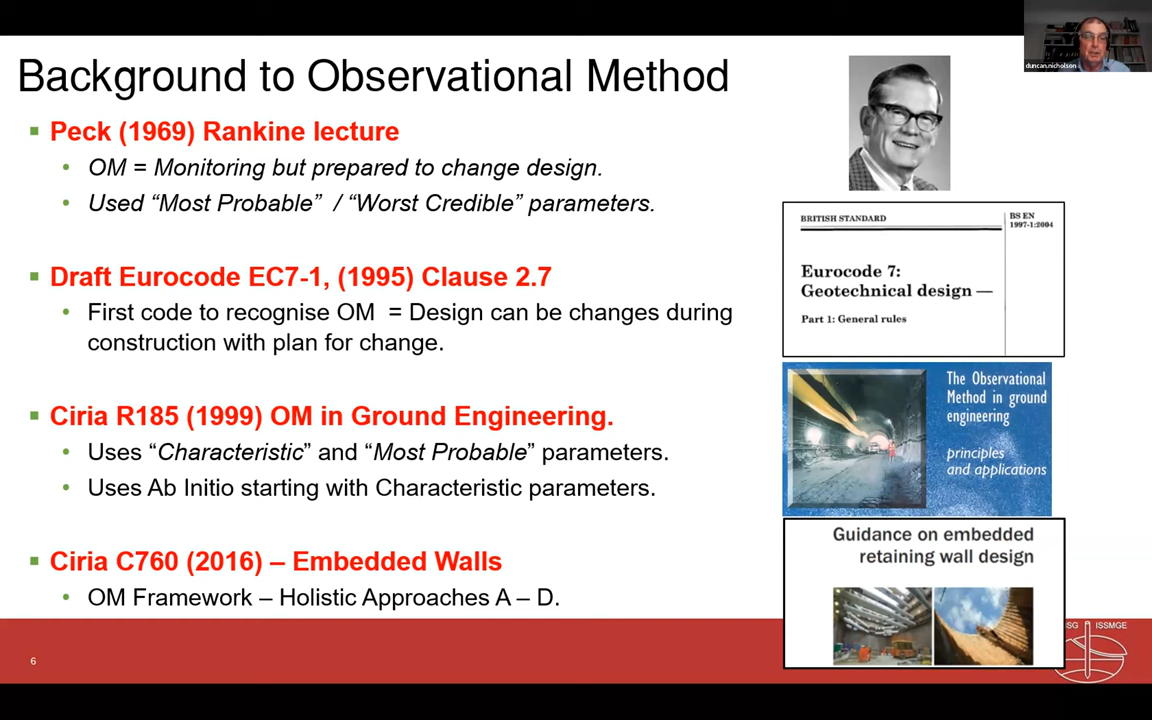 duncan.nicholson
Background to Observational Method
Peck (1969) Rankine lecture
OM = Monitoring but prepared to change design.
Used “Most Probable” / “Worst Credible” parameters.
Draft Eurocode EC7-1, (1995) Clause 2.7
First code to recognise OM = Design can be changes during
construction with plan for change.
Ciria R185 (1999) OM in Ground Engineering.
Uses “Characteristic” and “Most Probable” parameters.
Uses Ab Initio starting with Characteristic parameters.
Ciria C760 (2016) – Embedded Walls
OM Framework – Holistic Approaches A – D.
BRITISH STANDARD
BS EN
1997-1:2004
Eurocode 7:
Geotechnical design —
Part 1: General rules
The Observational
Method in ground
engineering
principles
and applications
Guidance on embedded
retaining wall design
6
ISSMGE